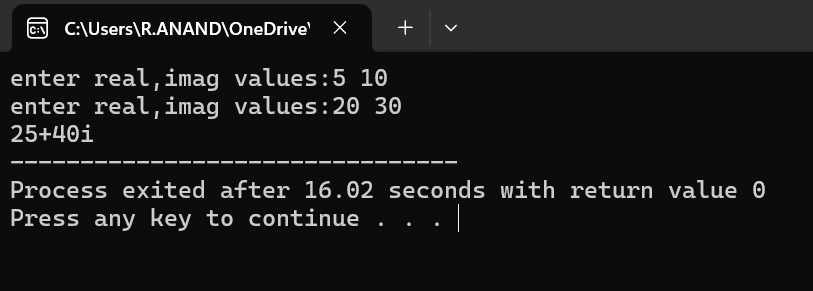 C:\Users\R.ANAND\OneDrive\
enter real,imag values:5 10
enter real,imag values:20 30
25+40i
--------------------------------
Process exited after 16.02 seconds with return value 0
Press any key to continue . . .